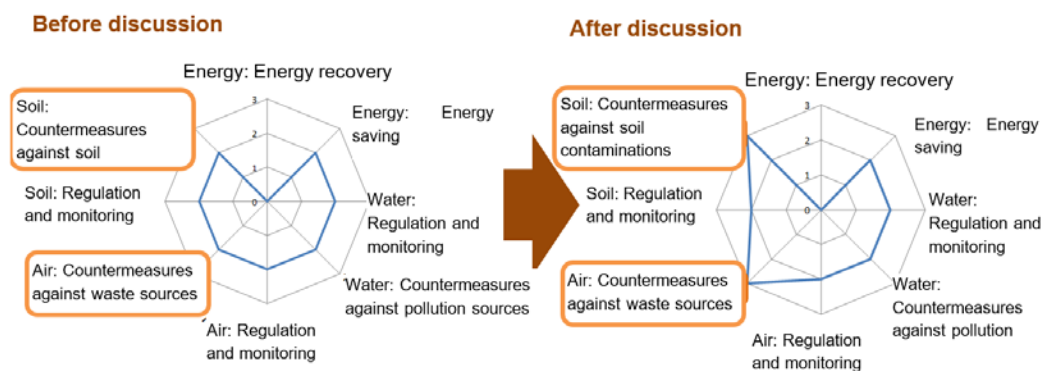 Before discussion
Energy: Energy recovery
3
2
1
0
Soil:
Countermeasures
against soil
Energy: Energy
saving
Soil: Regulation
and monitoring
Water:
Regulation and
monitoring
Air: Countermeasures
against waste sources
Water: Countermeasures
against pollution sources
Air: Regulation
and monitoring
After discussion
Energy: Energy recovery
3
2
1
0
Soil: Countermeasures
against soil
contaminations
Energy: Energy
saving
Soil: Regulation
and monitoring
Water:
Regulation and
monitoring
Air: Countermeasures
against waste sources
Water:
Countermeasures
against pollution
Air: Regulation
and monitoring